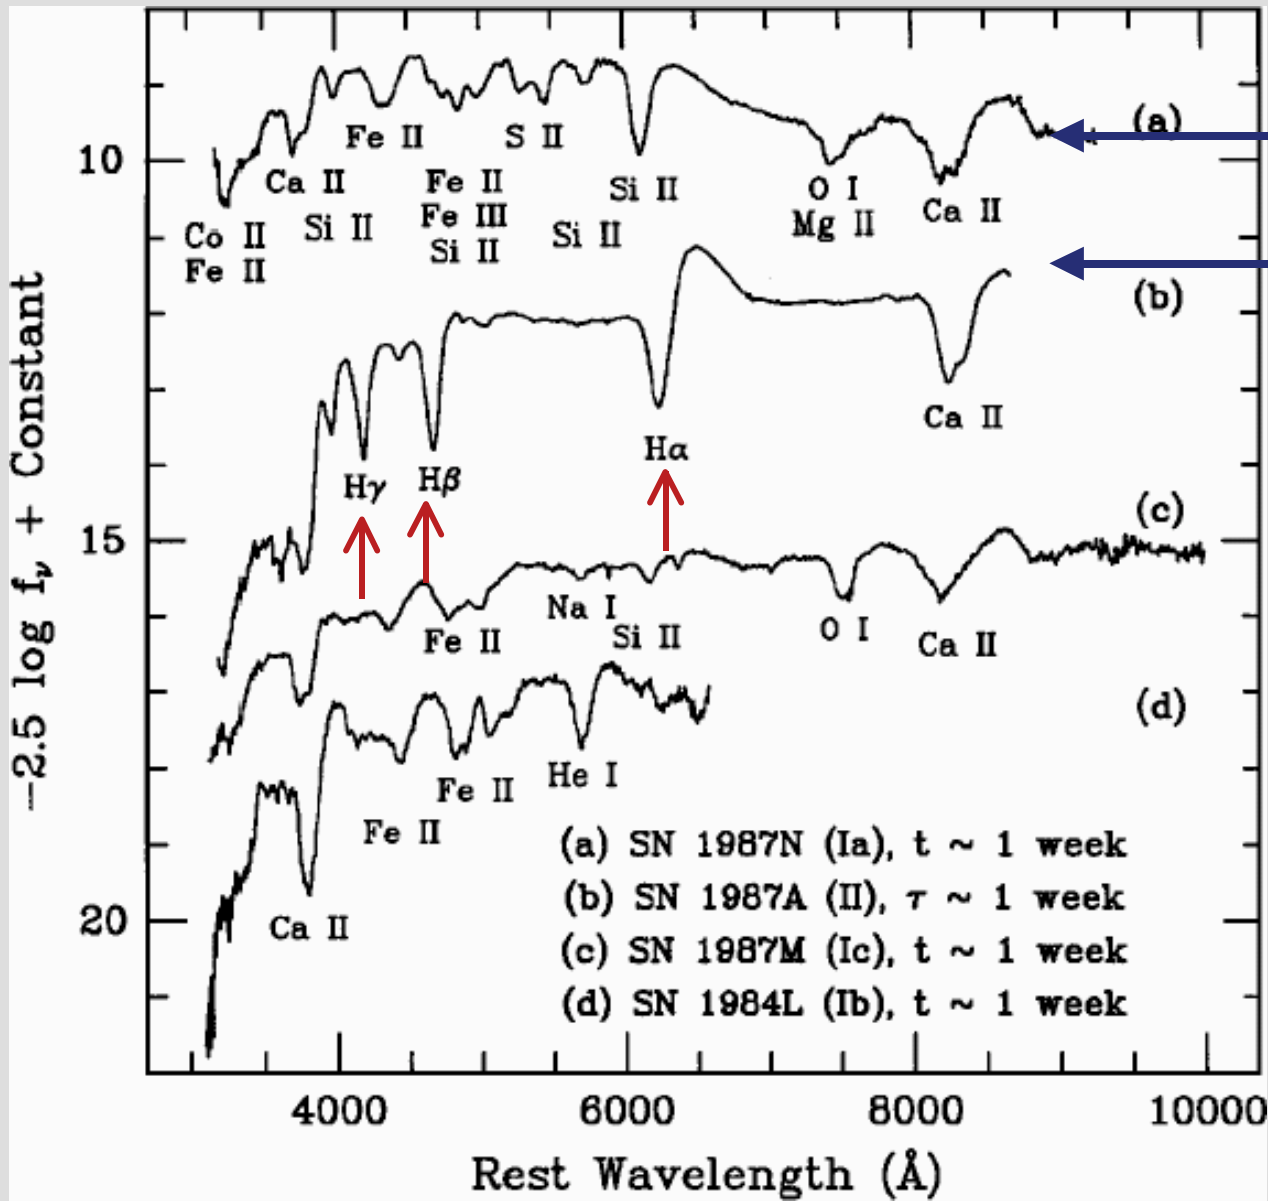 −2.5 log fν + Constant
10
15
20
(a)
Fe II
S II
Ca II
Fe II
Si II
O I
Si II
Fe III
Mg II
Ca II
Co II
Si II
Si II
Fe II
(b)
Ca II
Hα
Hγ
Hβ
(c)
Na I
Fe II
Si II
O I
Ca II
(d)
He I
Fe II
Fe II
Ca II
(a) SN 1987N (Ia), t ~ 1 week
(b) SN 1987A (II), τ ~ 1 week
(c) SN 1987M (Ic), t ~ 1 week
(d) SN 1984L (Ib), t ~ 1 week
4000 6000 8000 10000
Rest Wavelength (Å)